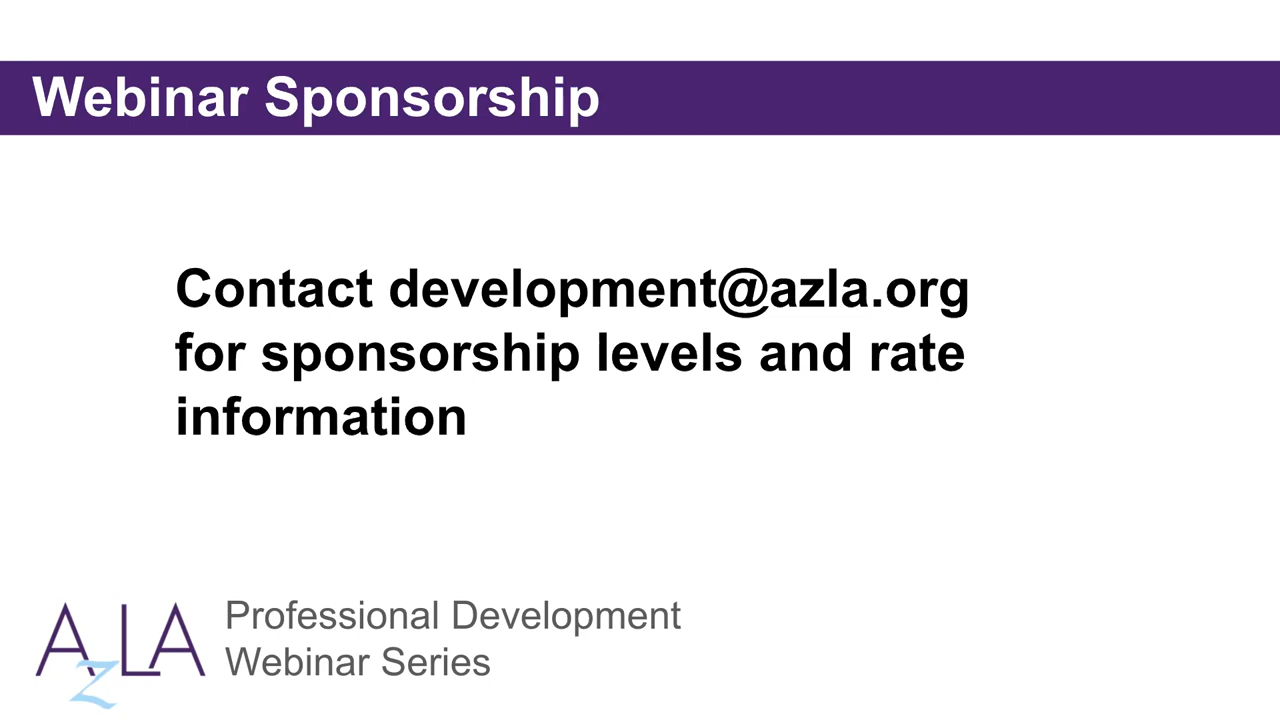 Webinar Sponsorship
Contact development@azla.org
for sponsorship levels and rate
information
AzLA
Professional Development
Webinar Series